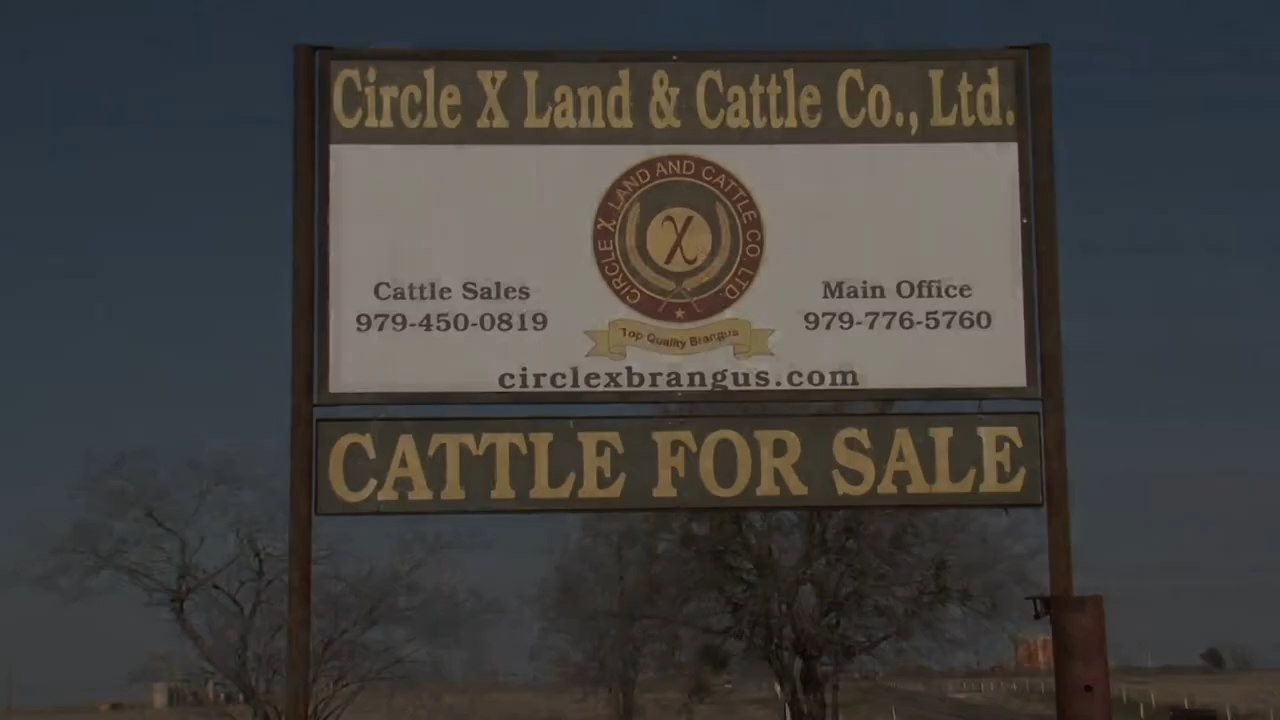 Circle X Land & Cattle Co., Ltd.
CIRCLE X LAND AND CATTLE CO. LTD.
X
Cattle Sales
979-450-0819
Main Office
979-776-5760
Top Quality Brangus
circlexbrangus.com
CATTLE FOR SALE